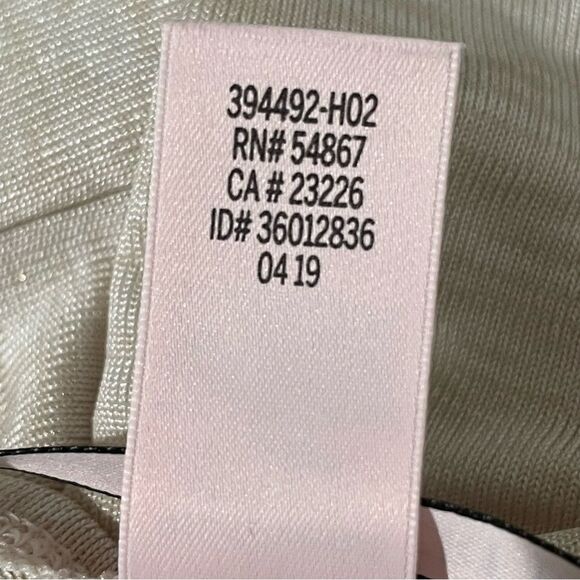 394492-H02
RN# 54867
CA # 23226
ID# 36012836
04 19